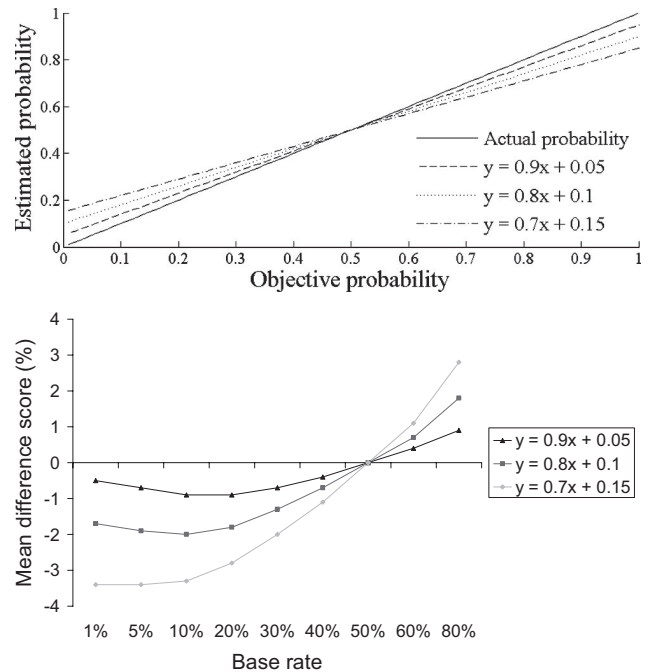 Estimated probability
1
0.8
0.6
0.4
0.2
0
0
0.1
0.2
0.3
0.4
0.5
0.6
0.7
0.8
0.9
1
Objective probability
Actual probability
y = 0.9x + 0.05
y = 0.8x + 0.1
y = 0.7x + 0.15
Mean difference score (%)
4
3
2
1
0
-1
-2
-3
-4
1% 5% 10% 20% 30% 40% 50% 60% 80%
Base rate
y = 0.9x + 0.05
y = 0.8x + 0.1
y = 0.7x + 0.15